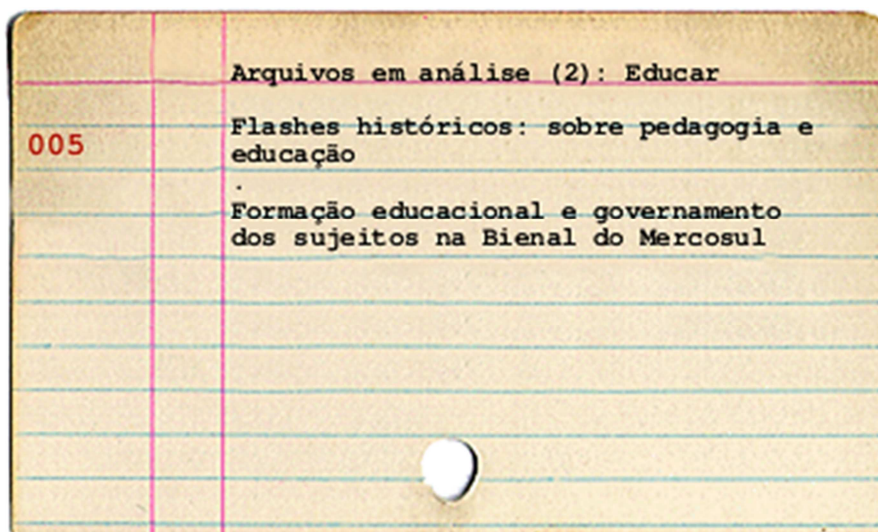 Arquivos em análise (2): Educar
005
Flashes históricos: sobre pedagogia e
educação
.
Formação educacional e governamento
dos sujeitos na Bienal do Mercosul